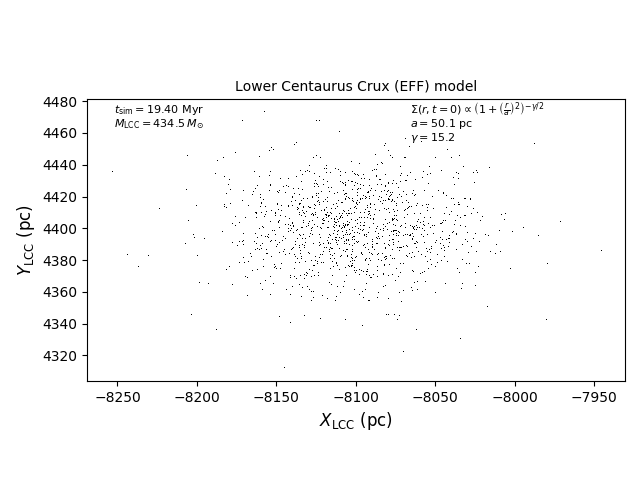 Lower Centaurus Crux (EFF) model
t_sim = 19.40 Myr
M_LCC = 434.5 M_⊙
Σ(r, t = 0) ∝ (1 + (r/a)^2)^(−γ/2)
a = 50.1 pc
γ = 15.2
4480
4460
4440
4420
4400
4380
4360
4340
4320
Y_LCC (pc)
−8250 −8200 −8150 −8100 −8050 −8000 −7950
X_LCC (pc)